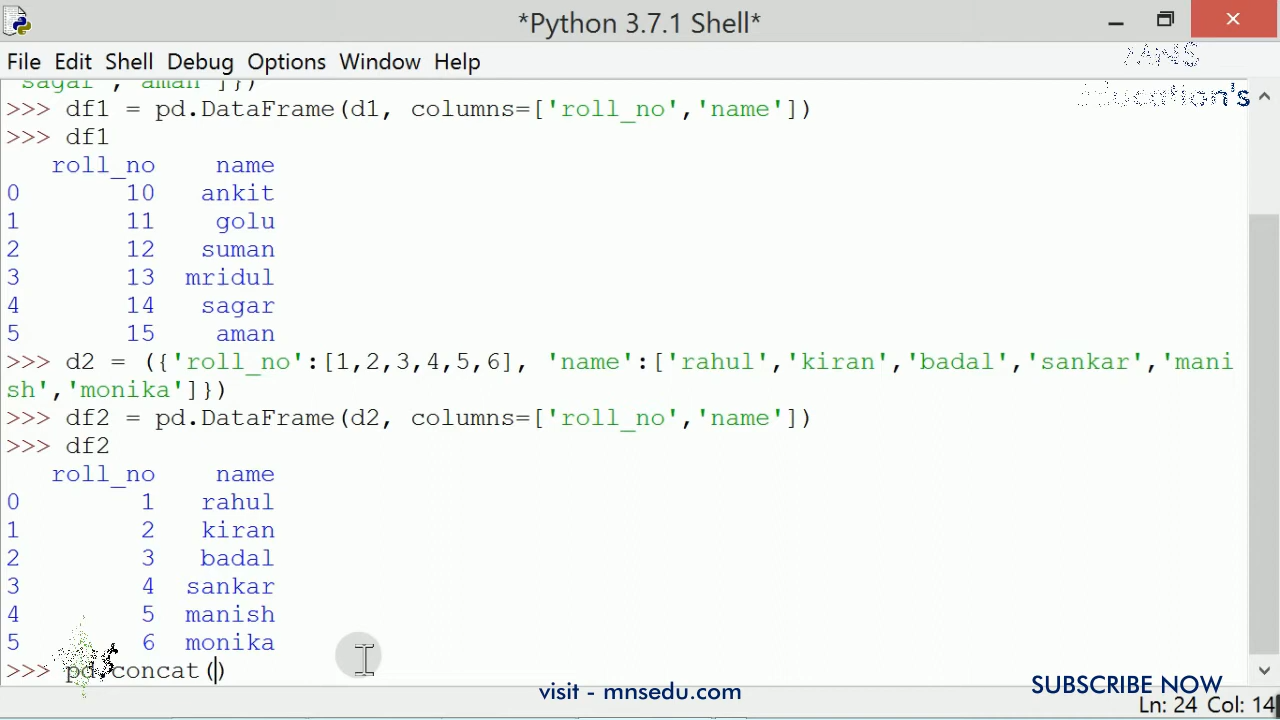 *Python 3.7.1 Shell*
File Edit Shell Debug Options Window Help
MNS
Education's
sagar','aman']})
>>> df1 = pd.DataFrame(d1, columns=['roll_no','name'])
>>> df1
roll_no name
0 10 ankit
1 11 golu
2 12 suman
3 13 mridul
4 14 sagar
5 15 aman
>>> d2 = ({'roll_no':[1,2,3,4,5,6], 'name':['rahul','kiran','badal','sankar','mani
sh','monika']})
>>> df2 = pd.DataFrame(d2, columns=['roll_no','name'])
>>> df2
roll_no name
0 1 rahul
1 2 kiran
2 3 badal
3 4 sankar
4 5 manish
5 6 monika
>>> pd.concat()
visit - mnsedu.com
SUBSCRIBE NOW
Ln: 24 Col: 14